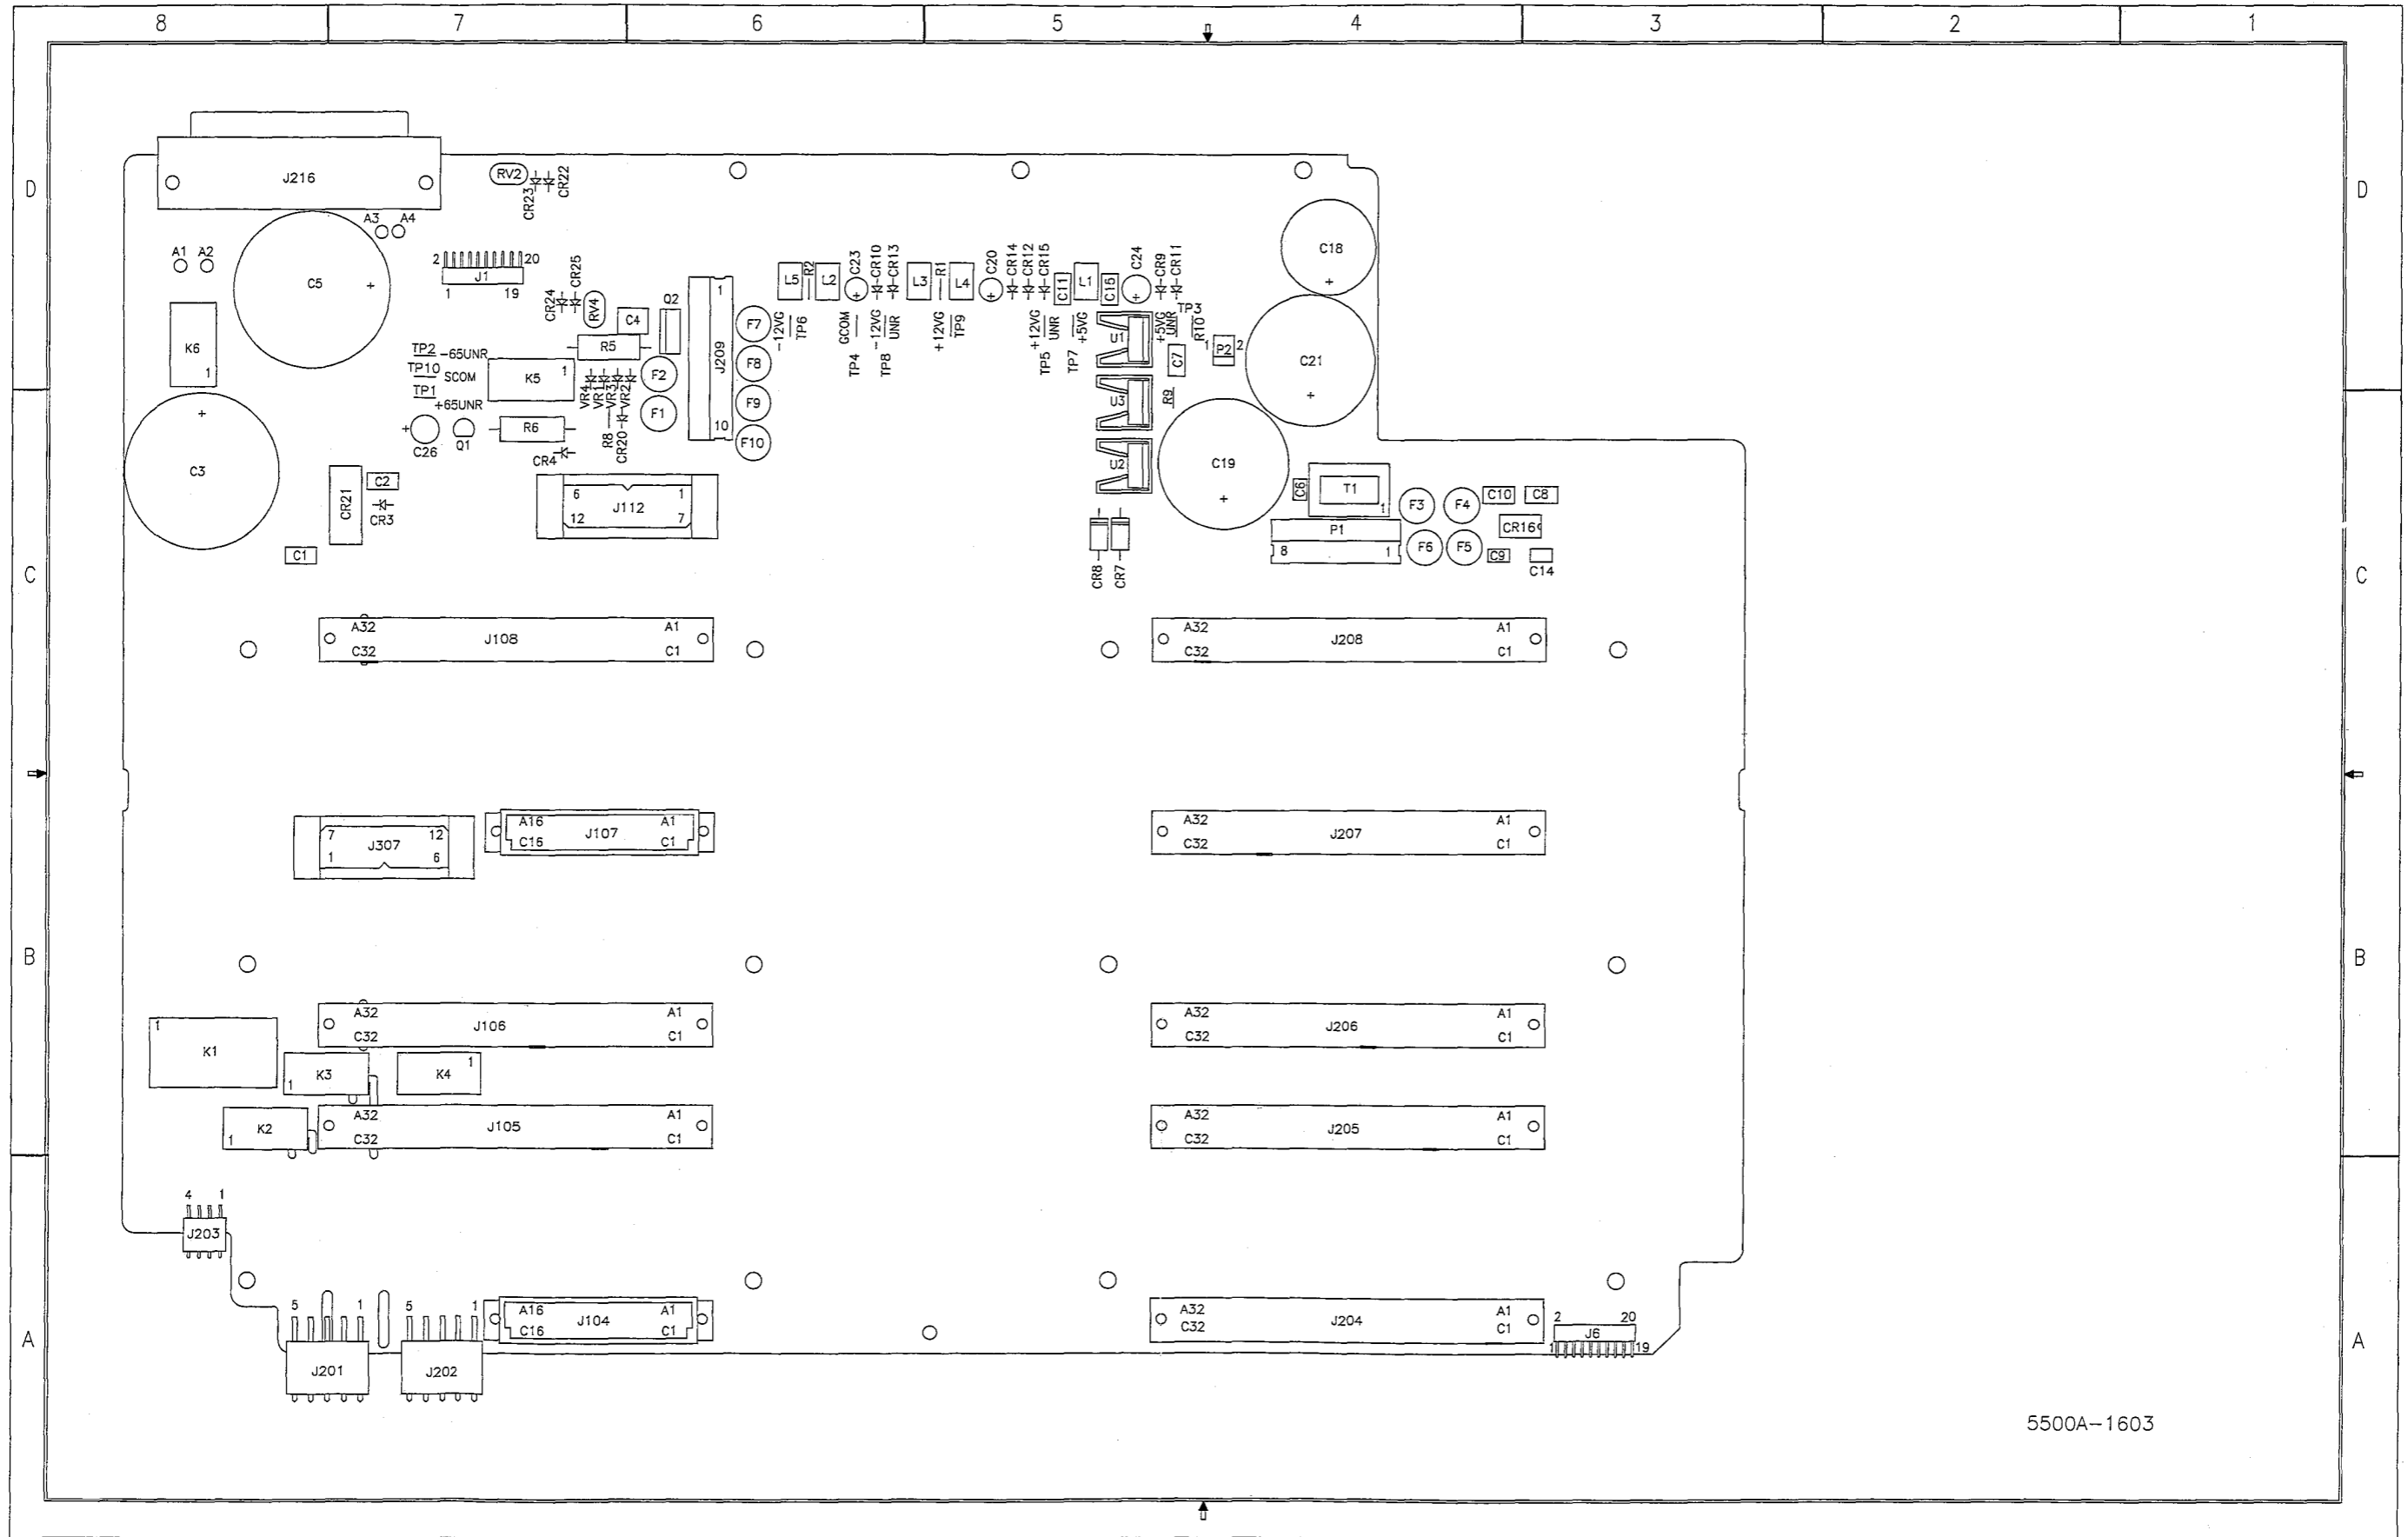 8 7 6 5 4 3 2 1
D D
J216
RV2
CR23
CR22
A3 A4
A1 A2
C5
+
2 20
J1
1 19
CR24
CR25
RV4
C4
Q2
R5
K6
1
TP2 -65UNR
TP10 SCOM
TP1
+65UNR
K5
1
VR4
VR1
VR3
VR2
F2
F1
1
J209
10
F7
F8
F9
F10
L5
R2
L2
C23
+
CR10
CR13
L3
R1
L4
C20
+
CR14
CR12
CR15
C11
L1
C15
C24
+
CR9
CR11
-12VG
TP6
GCOM
TP4
-12VG
UNR
TP8
+12VG
TP9
+12VG
UNR
TP5
+5VG
TP7
U1
+5VG
UNR
TP3
R10
C7
1 P2 2
C18
+
C21
+
U3
R9
U2
C19
+
C3
+
+
C26
Q1
R6
R8
CR20
CR4
CR21
C2
CR3
C1
6 1
J112
12 7
C6
T1
1
P1
8 1
F3
F4
F6
F5
C10
C8
CR16
C9
C14
CR8
CR7
C C
A32 A1
J108
C32 C1
A32 A1
J208
C32 C1
7 12
J307
1 6
A16 A1
J107
C16 C1
A32 A1
J207
C32 C1
B B
A32 A1
J106
C32 C1
A32 A1
J206
C32 C1
1
K1
K3
1
K4
1
K2
1
A32 A1
J105
C32 C1
A32 A1
J205
C32 C1
4 1
J203
5 1
J201
5 1
J202
A16 A1
J104
C16 C1
A32 A1
J204
C32 C1
2 20
J6
1 19
A A
5500A-1603